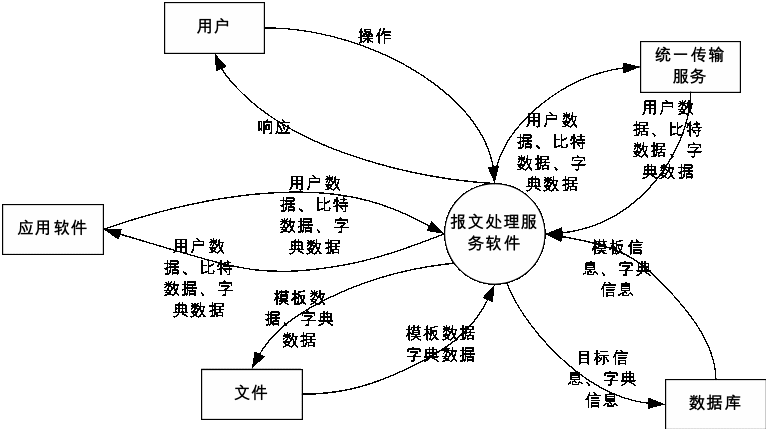 用户
操作
统一传输
服务
响应
用户数
据、比特
数据、字
典数据
用户数
据、比特
数据、字
典数据
用户数
据、比特
数据、字
典数据
应用软件
报文处理服
务软件
用户数
据、比特
数据、字
典数据
模板信
息、字典
信息
模板数
据、字典
数据
模板数据
字典数据
目标信
息、字典
信息
文件
数据库